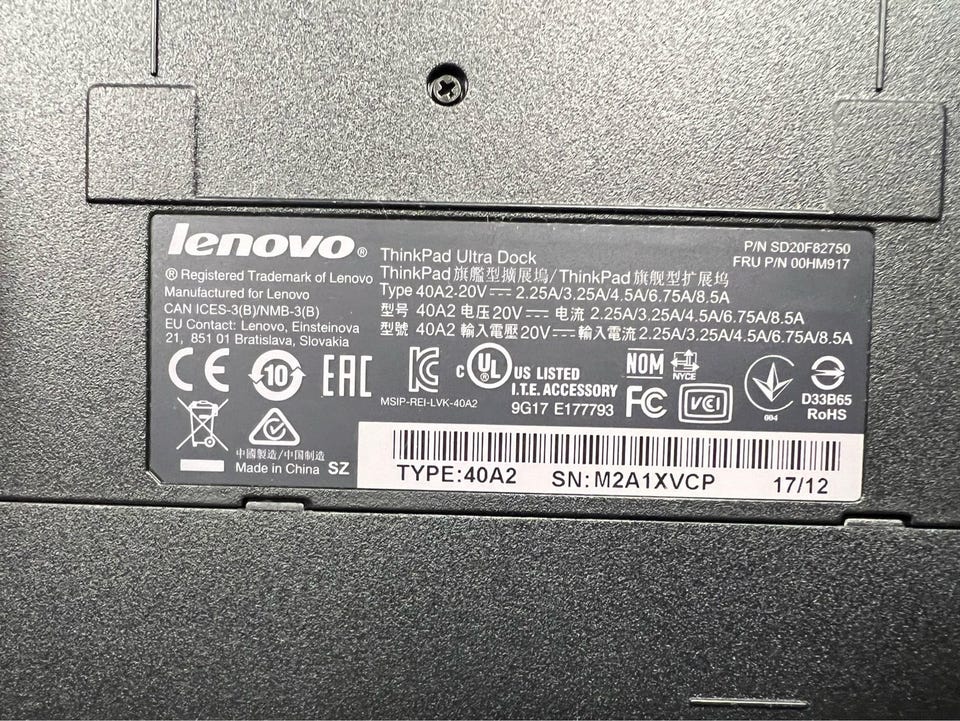 lenovo®
® Registered Trademark of Lenovo
Manufactured for Lenovo
CAN ICES-3(B)/NMB-3(B)
EU Contact: Lenovo, Einsteinova
21, 851 01 Bratislava, Slovakia
ThinkPad Ultra Dock
ThinkPad 旗艦型擴展塢/ThinkPad 旗舰型扩展坞
Type 40A2-20V⎓ 2.25A/3.25A/4.5A/6.75A/8.5A
型号 40A2 电压 20V⎓ 电流 2.25A/3.25A/4.5A/6.75A/8.5A
型號 40A2 輸入電壓 20V⎓ 輸入電流 2.25A/3.25A/4.5A/6.75A/8.5A
P/N SD20F82750
FRU P/N 00HM917
CE
10
EAC
MSIP-REI-LVK-40A2
c UL ® US LISTED
I.T.E. ACCESSORY
9G17 E177793
NOM
NYCE
FC
VCI
004
D33B65
RoHS
中國製造/中国制造
Made in China SZ
TYPE:40A2 SN:M2A1XVCP 17/12